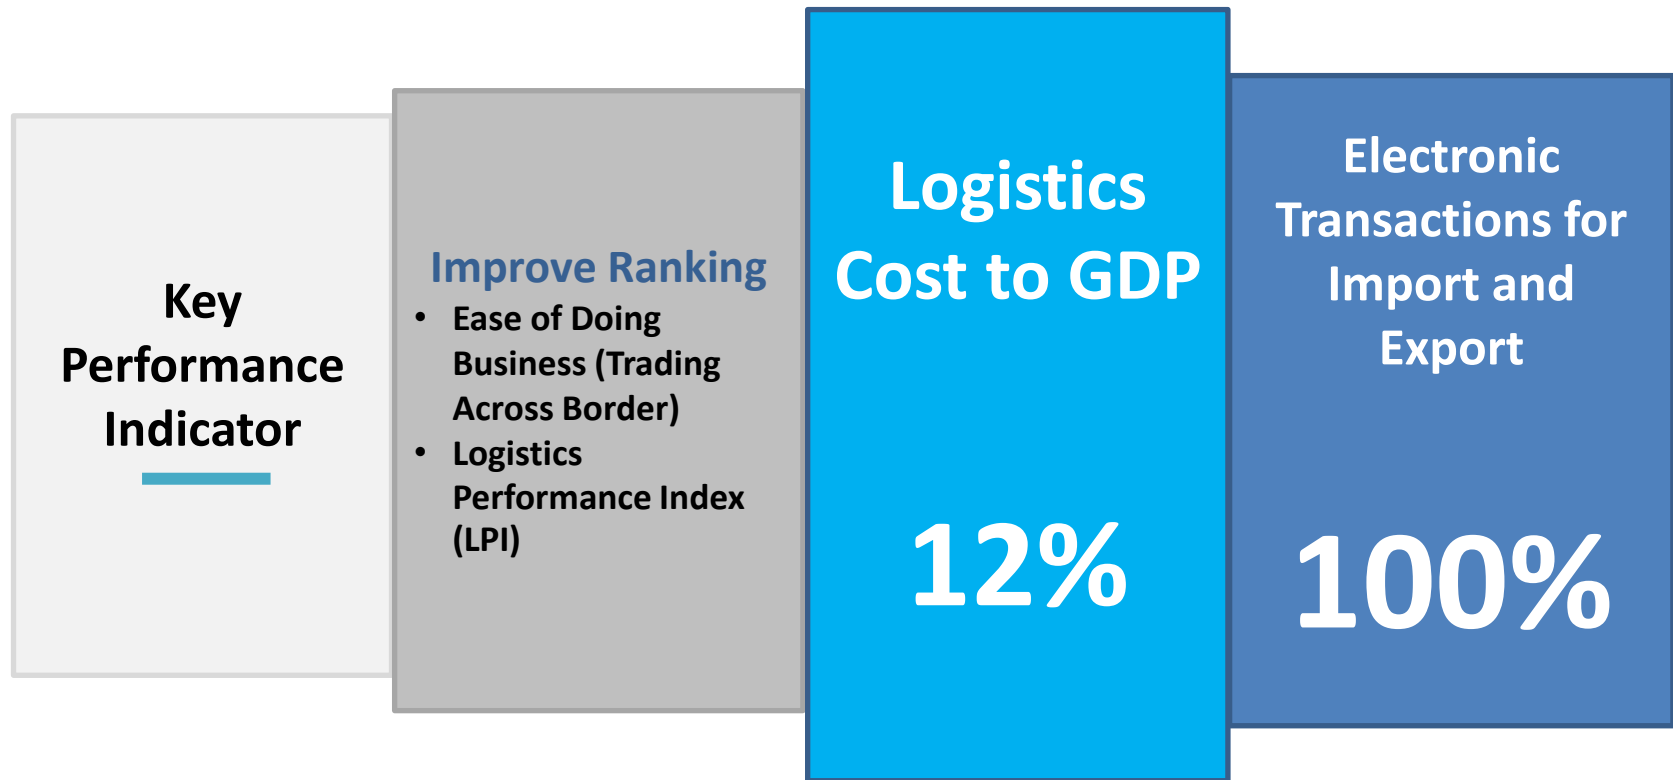 Key
Performance
Indicator
Improve Ranking
• Ease of Doing
Business (Trading
Across Border)
• Logistics
Performance Index
(LPI)
Logistics
Cost to GDP
12%
Electronic
Transactions for
Import and
Export
100%